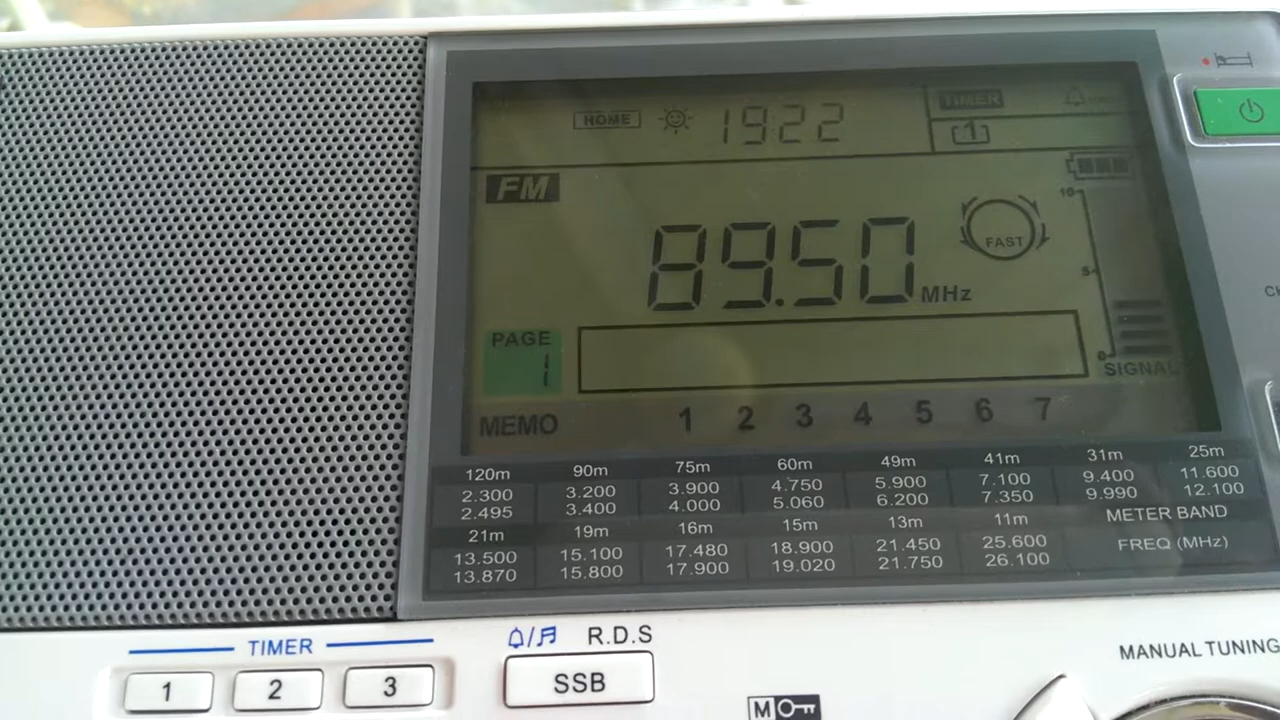 HOME 19:22 TIMER
1
FM
10
89.50 MHz FAST
5
PAGE
1
0
SIGNAL
MEMO 1 2 3 4 5 6 7
120m 90m 75m 60m 49m 41m 31m 25m
2.300 3.200 3.900 4.750 5.900 7.100 9.400 11.600
2.495 3.400 4.000 5.060 6.200 7.350 9.990 12.100
21m 19m 16m 15m 13m 11m METER BAND
13.500 15.100 17.480 18.900 21.450 25.600 FREQ (MHz)
13.870 15.800 17.900 19.020 21.750 26.100
TIMER R.D.S MANUAL TUNING
1 2 3 SSB
M